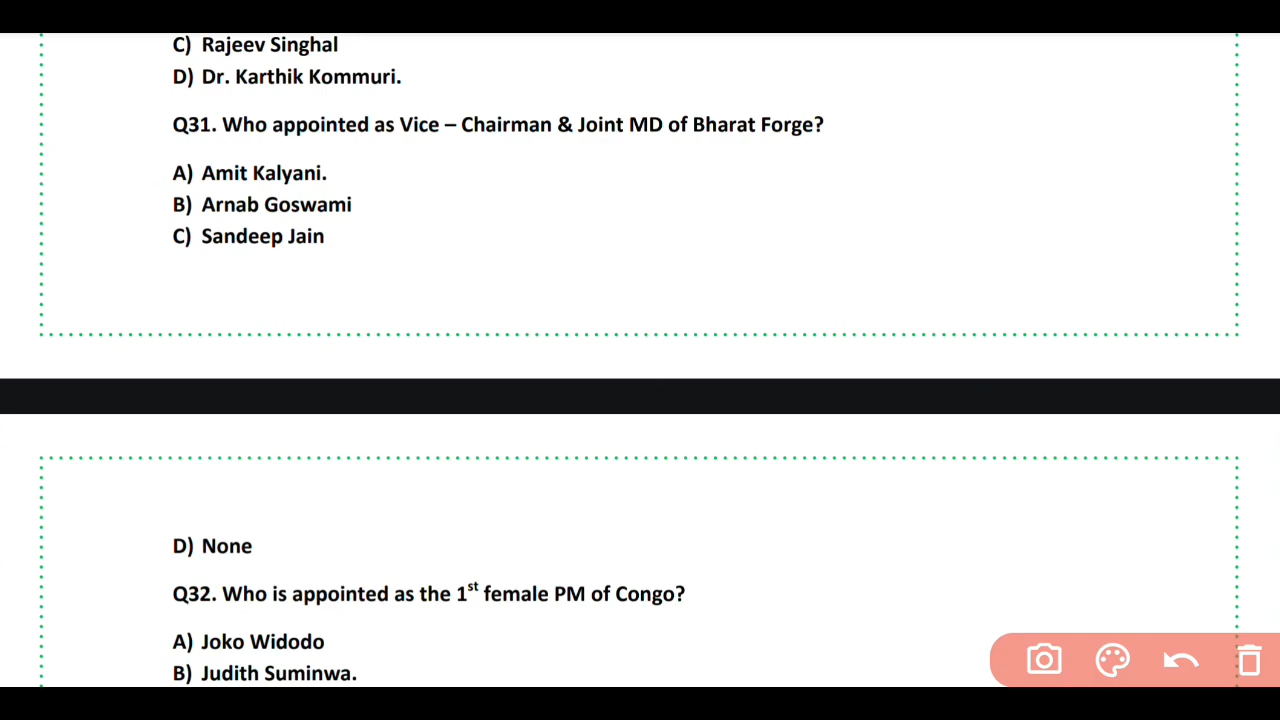 C) Rajeev Singhal
D) Dr. Karthik Kommuri.
Q31. Who appointed as Vice – Chairman & Joint MD of Bharat Forge?
A) Amit Kalyani.
B) Arnab Goswami
C) Sandeep Jain
D) None
Q32. Who is appointed as the 1st female PM of Congo?
A) Joko Widodo
B) Judith Suminwa.